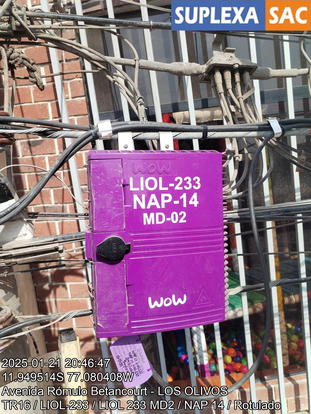 SUPLEXA SAC
WOW
LIOL-233
NAP-14
MD-02
WOW
2025-01-21 20:46:47
11.949514S 77.080408W
Avenida Rómulo Betancourt - LOS OLIVOS
TR16 / LIOL-233 / LIOL 233 MD2 / NAP 14 / Rotulado